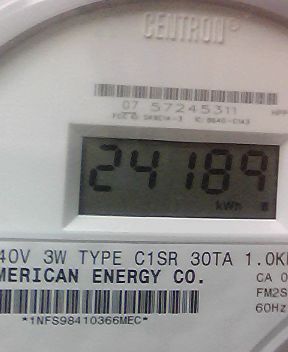 CENTRON®
07 57245311
24189
kWh
40V 3W TYPE C1SR 30TA 1.0K
MERICAN ENERGY CO.
CA 0
FM2S
60Hz
*1NFS98410366MEC*